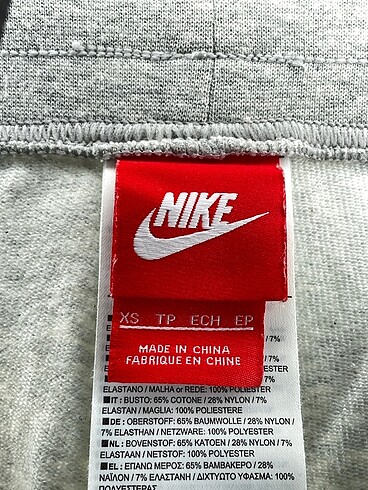 NIKE
XS TP ECH EP
MADE IN CHINA
FABRIQUE EN CHINE
ELASTANO / MALHA or REDE: 100% POLIESTER
■ IT: BUSTO: 65% COTONE / 28% NYLON / 7%
ELASTAN / MAGLIA: 100% POLIESTERE
■ DE: OBERSTOFF: 65% BAUMWOLLE / 28% NYLON /
7% ELASTHAN / NETZWARE: 100% POLYESTER
■ NL: BOVENSTOF: 65% KATOEN / 28% NYLON / 7%
ELASTAAN / NETSTOF: 100% POLYESTER
■ EL: ΕΠΑΝΩ ΜΕΡΟΣ: 65% ΒΑΜΒΑΚΕΡΟ / 28%
ΝΑΪΛΟΝ / 7% ΕΛΑΣΤΑΝΗ / ΔΙΧΤΥΩΤΟ ΥΦΑΣΜΑ: 100%
ΠΟΛΥΕΣΤΕΡΑΣ